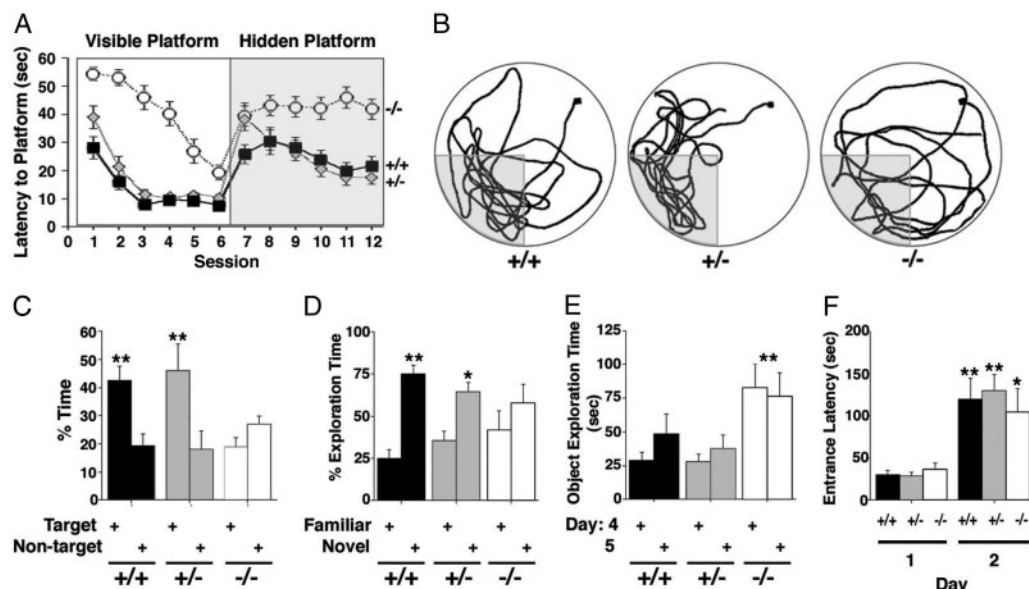 A
Visible Platform Hidden Platform
Latency to Platform (sec)
60
50
40
30
20
10
0
-/-
+/+
+/-
0 1 2 3 4 5 6 7 8 9 10 11 12
Session
B
+/+ +/- -/-
C
% Time
60
50
40
30
20
10
0
** **
Target + + +
Non-target + + +
+/+ +/- -/-
D
% Exploration Time
100
75
50
25
0
** *
Familiar + + +
Novel + + +
+/+ +/- -/-
E
Object Exploration Time
(sec)
125
100
75
50
25
0
**
Day: 4 + + +
5 + + +
+/+ +/- -/-
F
Entrance Latency (sec)
200
150
100
50
0
** ** *
+/+ +/- -/- +/+ +/- -/-
1 2
Day